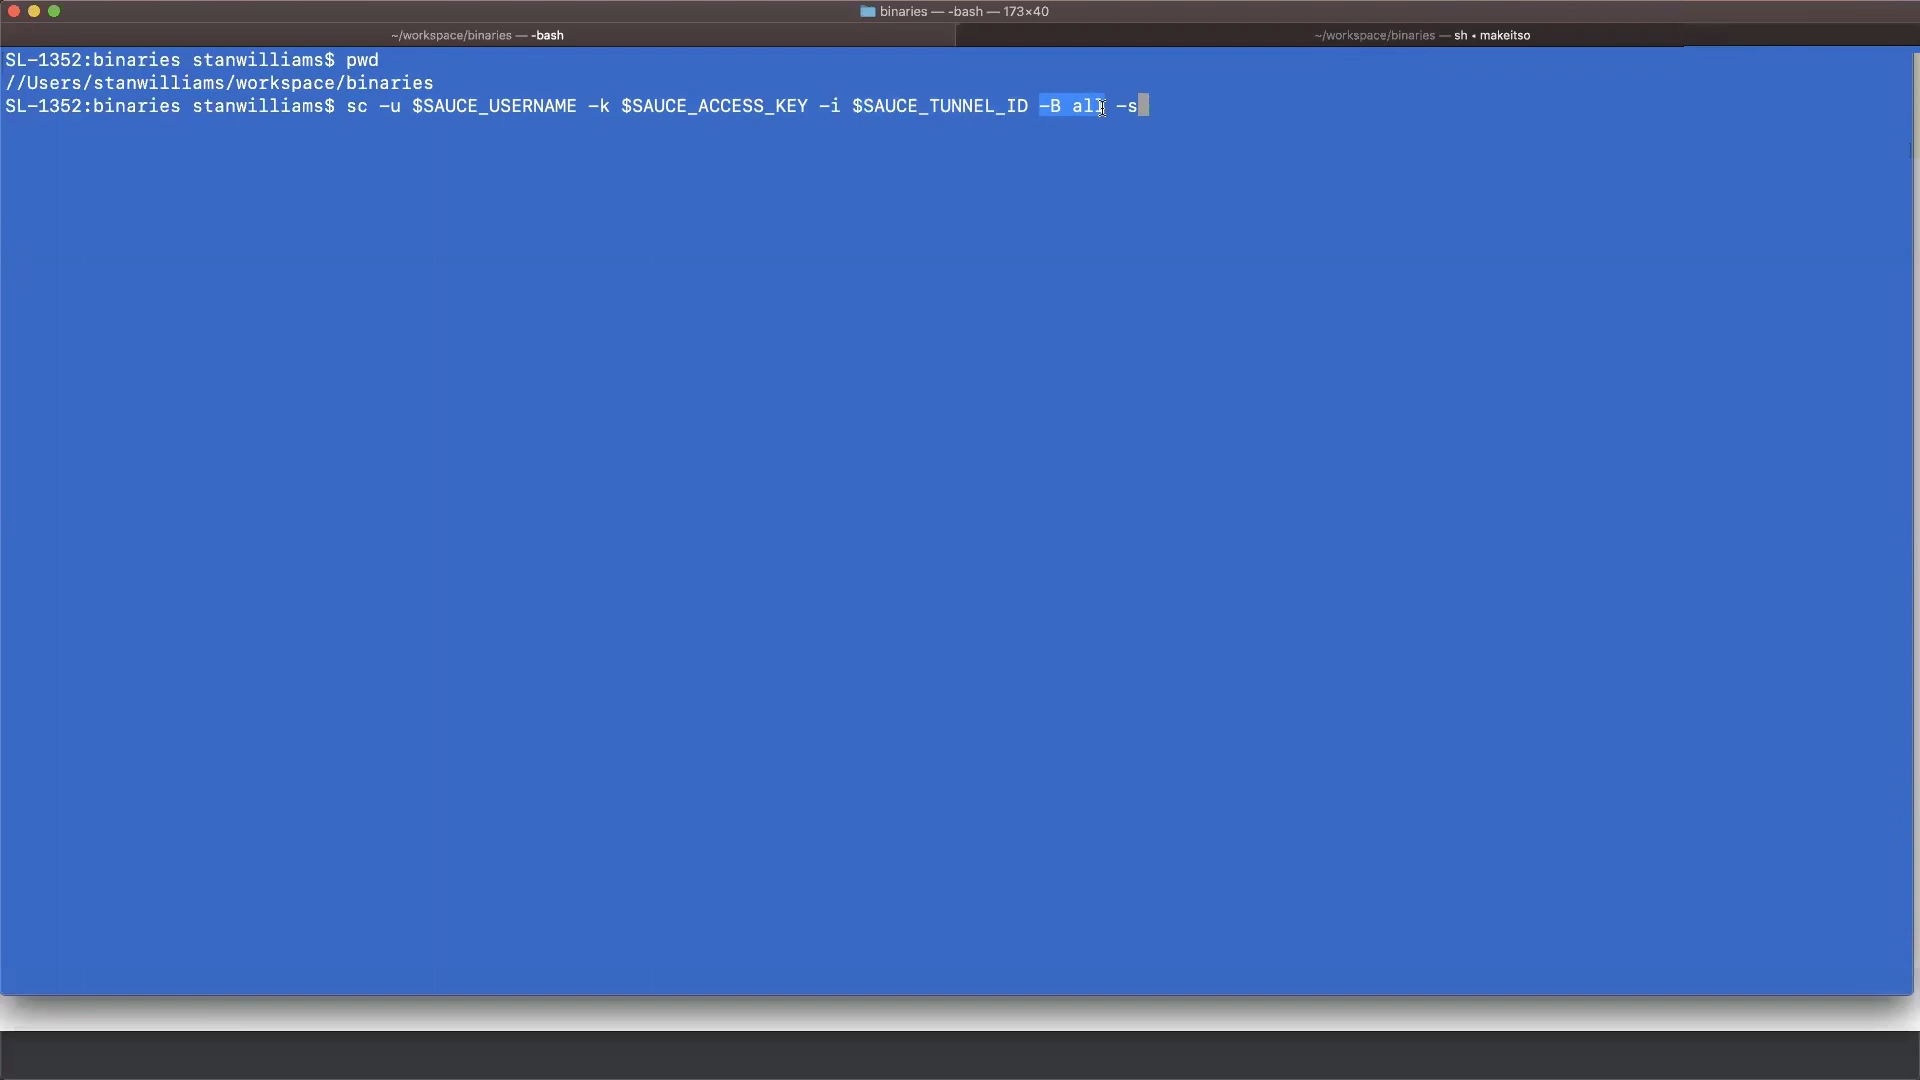 binaries — -bash — 173×40
~/workspace/binaries — -bash
~/workspace/binaries — sh • makeitso
SL-1352:binaries stanwilliams$ pwd
//Users/stanwilliams/workspace/binaries
SL-1352:binaries stanwilliams$ sc -u $SAUCE_USERNAME -k $SAUCE_ACCESS_KEY -i $SAUCE_TUNNEL_ID -B all -s